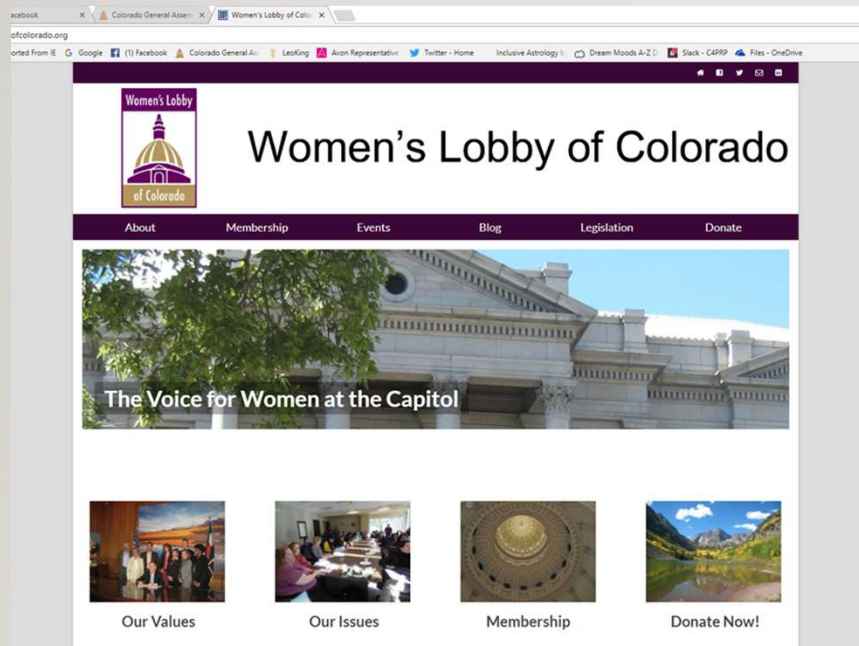 acebook
Colorado General Assem
Women's Lobby of Color
ofcolorado.org
orted From IE Google (1) Facebook Colorado General As LeoKing Avon Representative Twitter - Home Inclusive Astrology b Dream Moods A-Z D Slack - C4PRP Files - OneDrive
Women's Lobby
of Colorado
Women's Lobby of Colorado
About Membership Events Blog Legislation Donate
The Voice for Women at the Capitol
Our Values Our Issues Membership Donate Now!